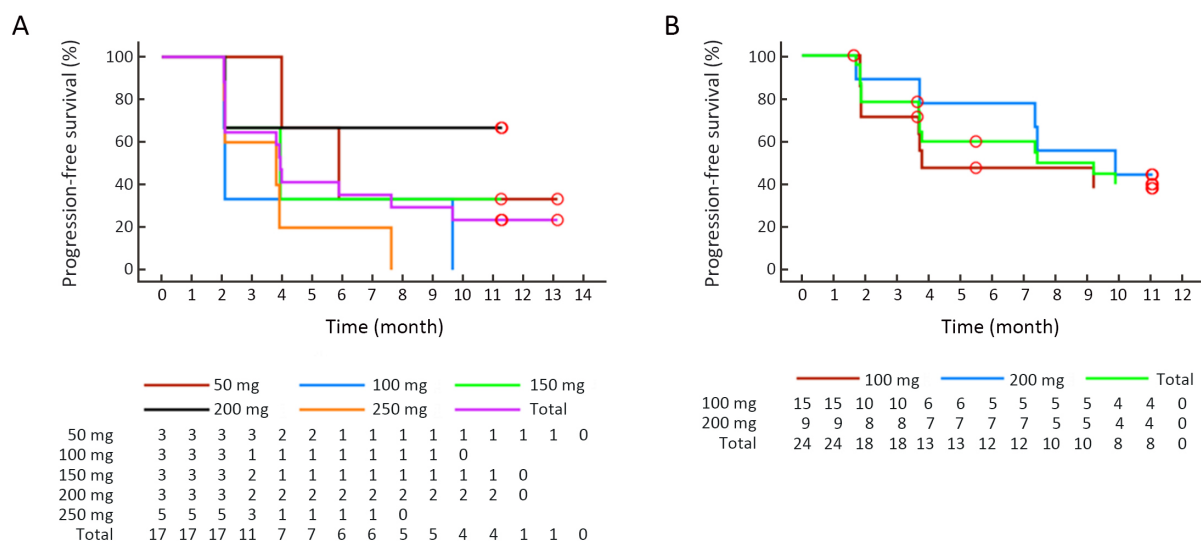 A
Progression-free survival (%)
100
80
60
40
20
0
0 1 2 3 4 5 6 7 8 9 10 11 12 13 14
Time (month)
50 mg 100 mg 150 mg
200 mg 250 mg Total
50 mg 3 3 3 3 2 2 1 1 1 1 1 1 1 1 0
100 mg 3 3 3 1 1 1 1 1 1 1 0
150 mg 3 3 3 2 1 1 1 1 1 1 1 1 0
200 mg 3 3 3 2 2 2 2 2 2 2 2 2 0
250 mg 5 5 5 3 1 1 1 1 0
Total 17 17 17 11 7 7 6 6 5 5 4 4 1 1 0
B
Progression-free survival (%)
100
80
60
40
20
0
0 1 2 3 4 5 6 7 8 9 10 11 12
Time (month)
100 mg 200 mg Total
100 mg 15 15 10 10 6 6 5 5 5 5 4 4 0
200 mg 9 9 8 8 7 7 7 7 5 5 4 4 0
Total 24 24 18 18 13 13 12 12 10 10 8 8 0